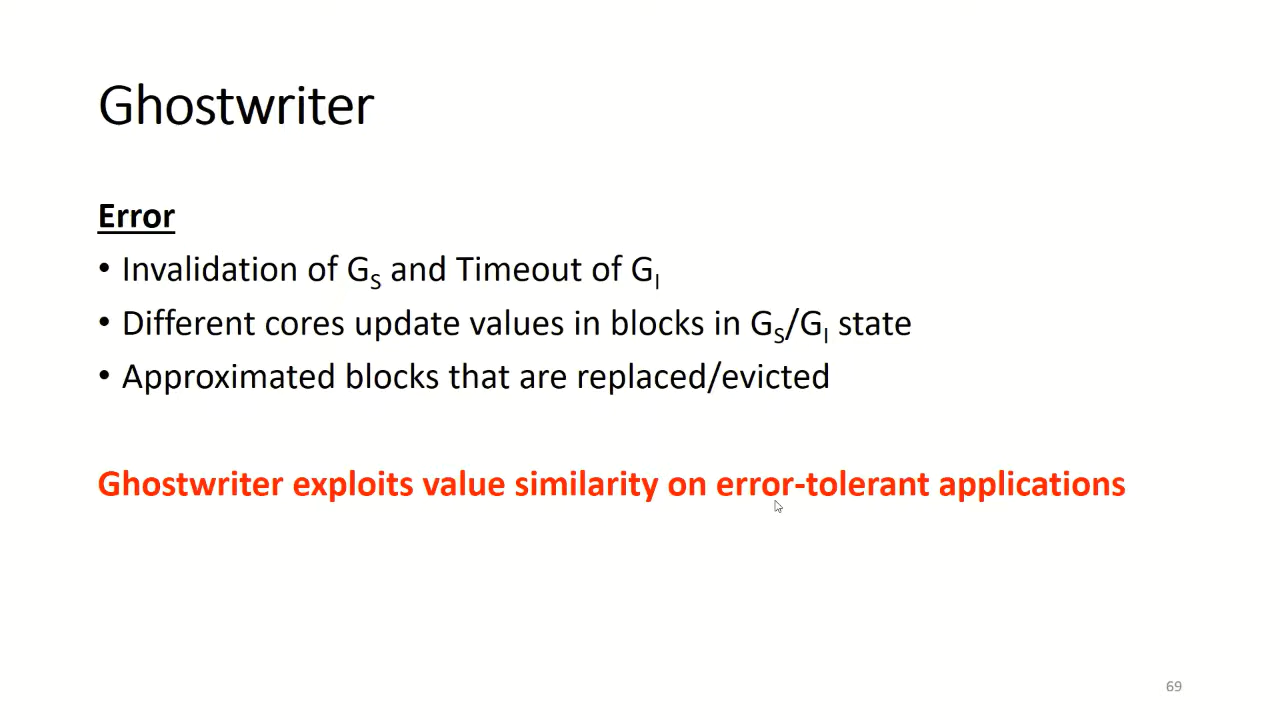 Ghostwriter
Error
• Invalidation of GS and Timeout of GI
• Different cores update values in blocks in GS/GI state
• Approximated blocks that are replaced/evicted
Ghostwriter exploits value similarity on error-tolerant applications
69